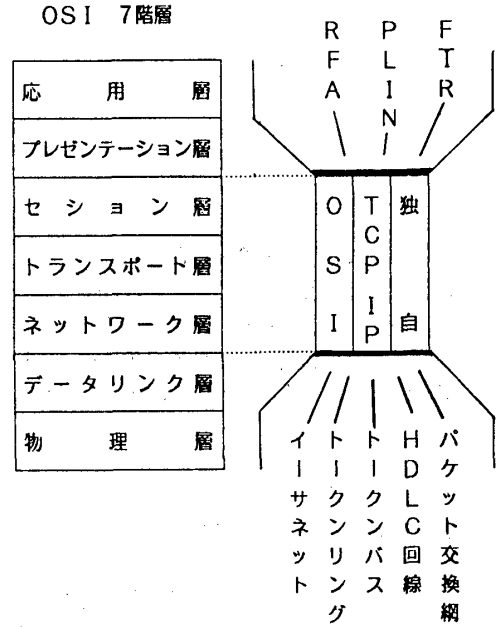 OSI 7階層
応用層
プレゼンテーション層
セション層
トランスポート層
ネットワーク層
データリンク層
物理層
RFA
PLIN
FTR
OSI
TCPIP
独自
イーサネット
トークンリング
トークンバス
HDLC回線
パケット交換網